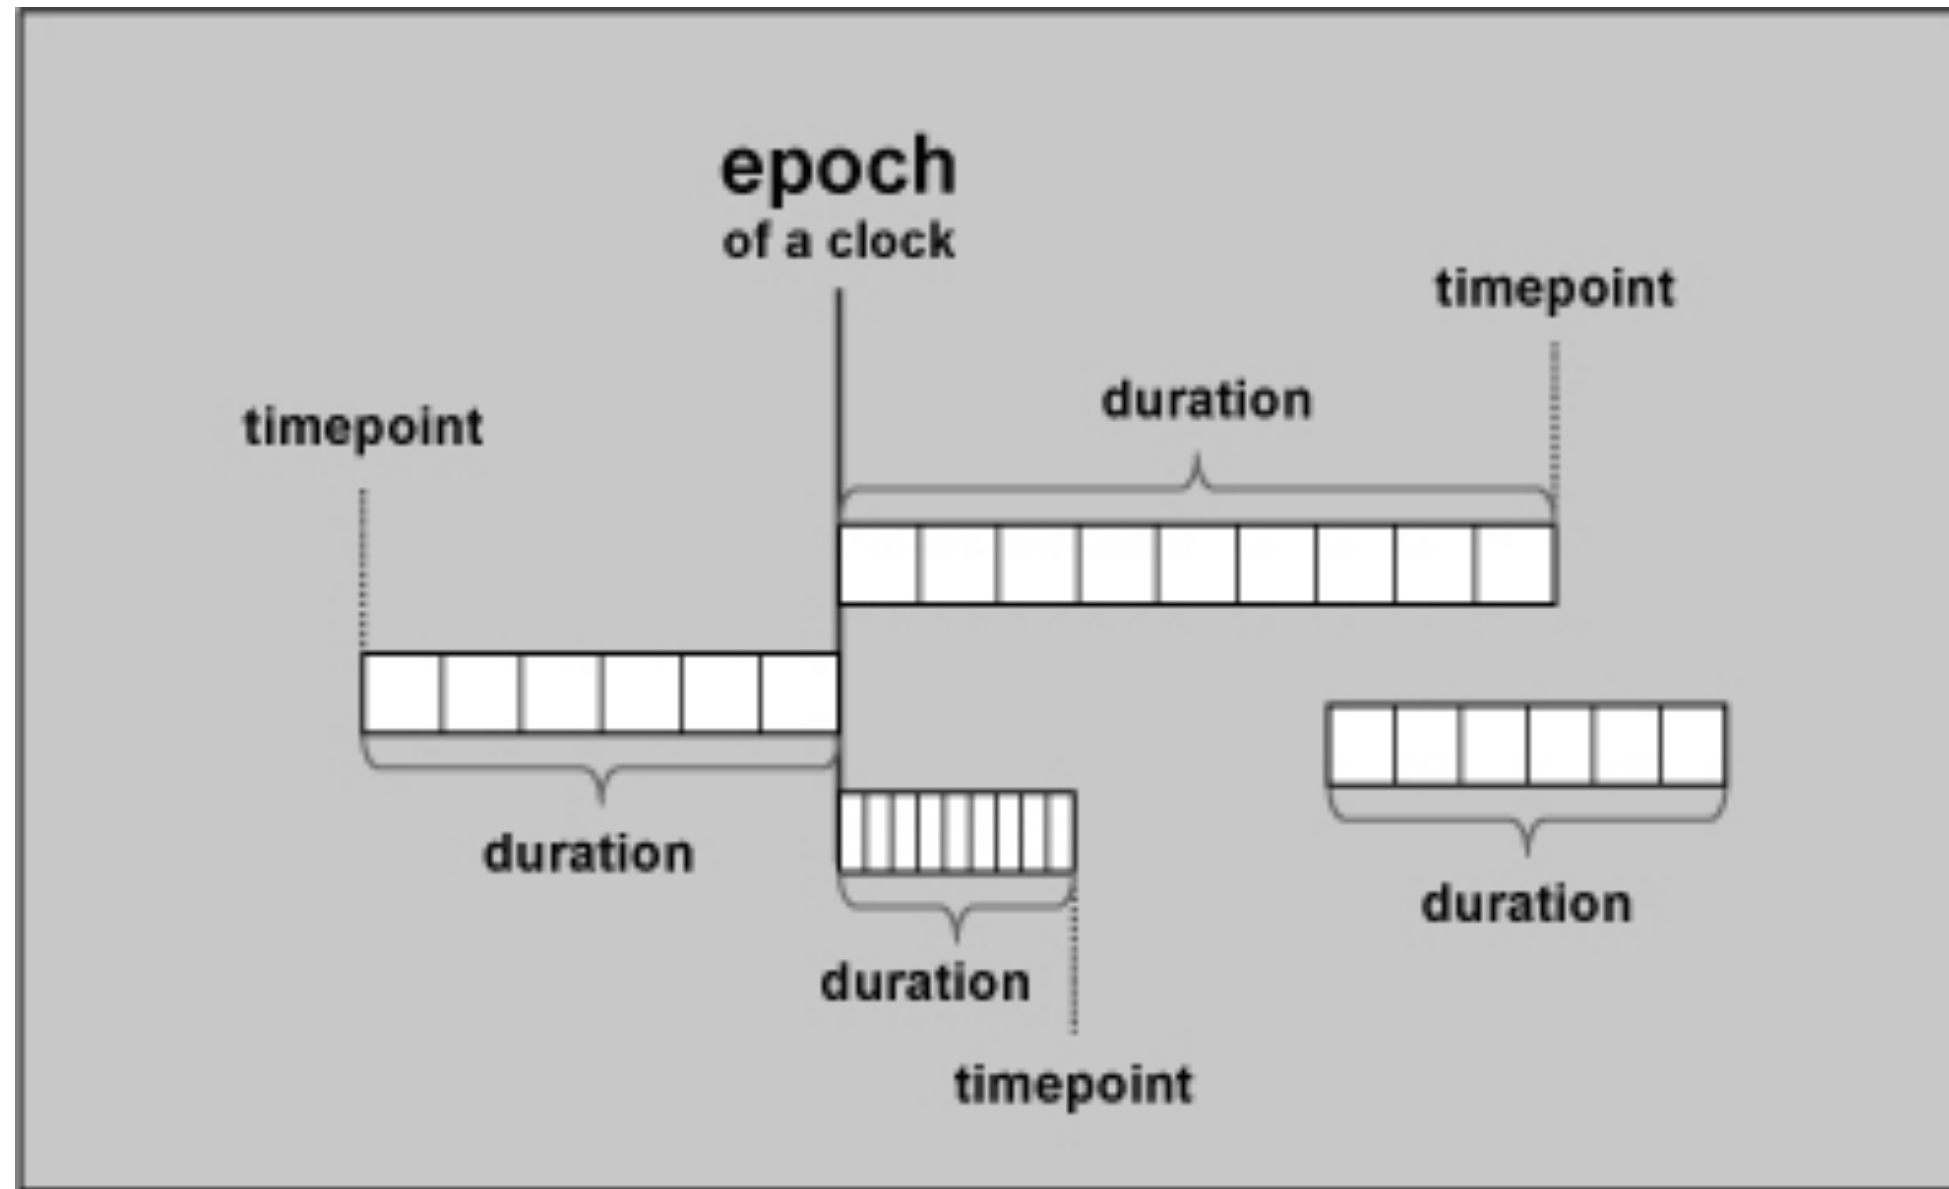 epoch
of a clock
timepoint
duration
timepoint
duration
duration
duration
timepoint